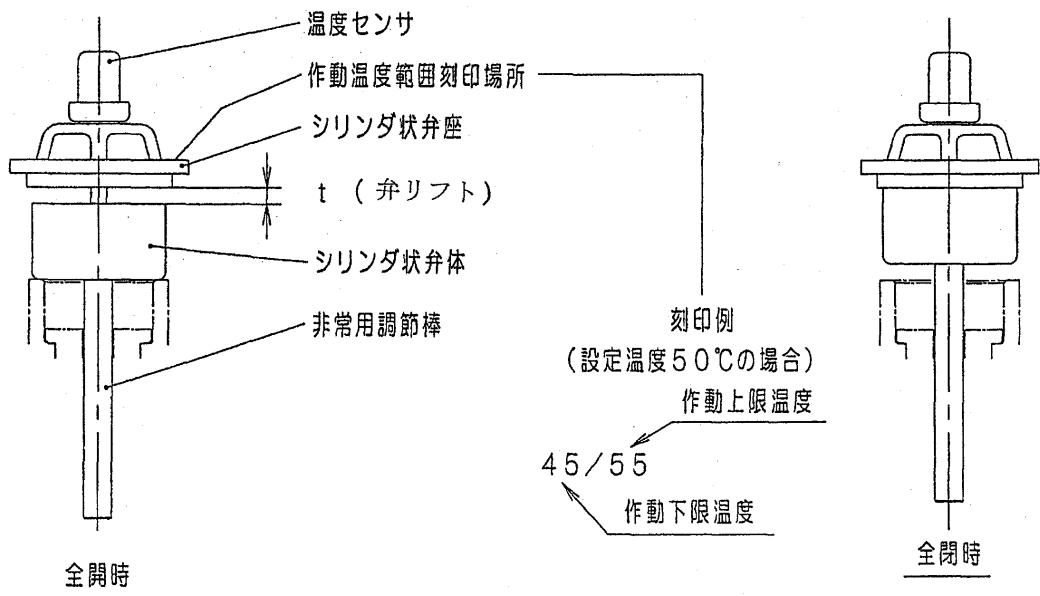 温度センサ
作動温度範囲刻印場所
シリンダ状弁座
t (弁リフト)
シリンダ状弁体
非常用調節棒
刻印例
(設定温度50℃の場合)
作動上限温度
45/55
作動下限温度
全開時
全閉時